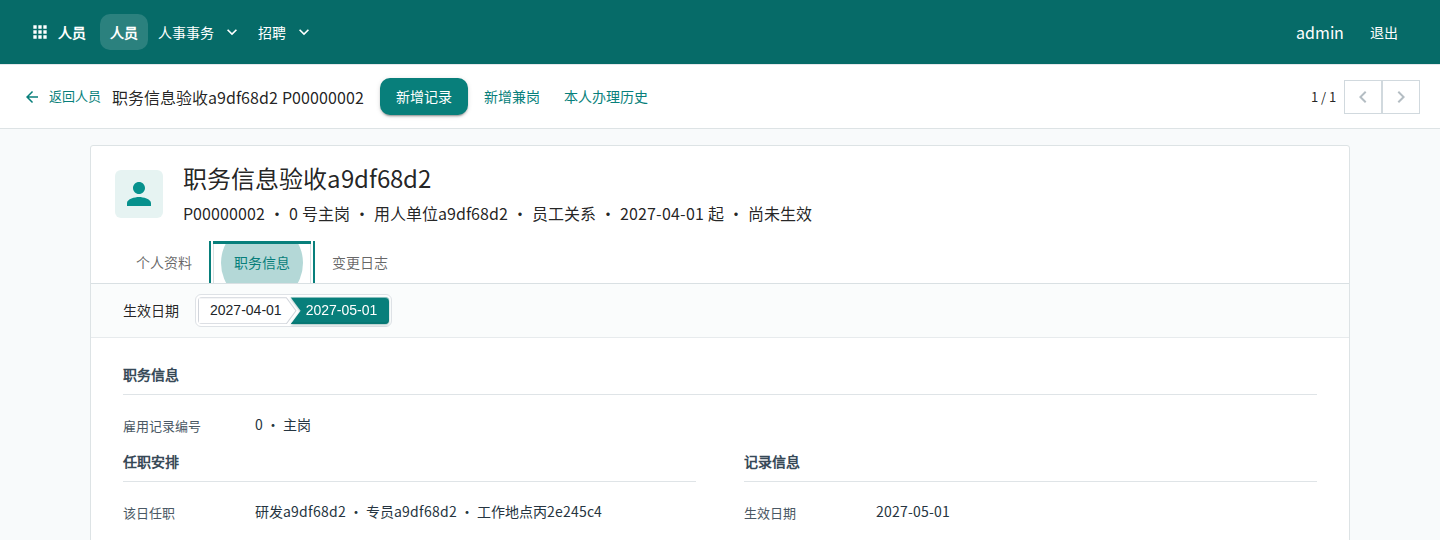 人员 人员 人事事务 招聘 admin 退出
返回人员 职务信息验收a9df68d2 P00000002 新增记录 新增兼岗 本人办理历史 1 / 1
职务信息验收a9df68d2
P00000002 • 0 号主岗 • 用人单位a9df68d2 • 员工关系 • 2027-04-01 起 • 尚未生效
个人资料 职务信息 变更日志
生效日期 2027-04-01 2027-05-01
职务信息
雇用记录编号 0 • 主岗
任职安排 记录信息
该日任职 研发a9df68d2 • 专员a9df68d2 • 工作地点丙2e245c4 生效日期 2027-05-01